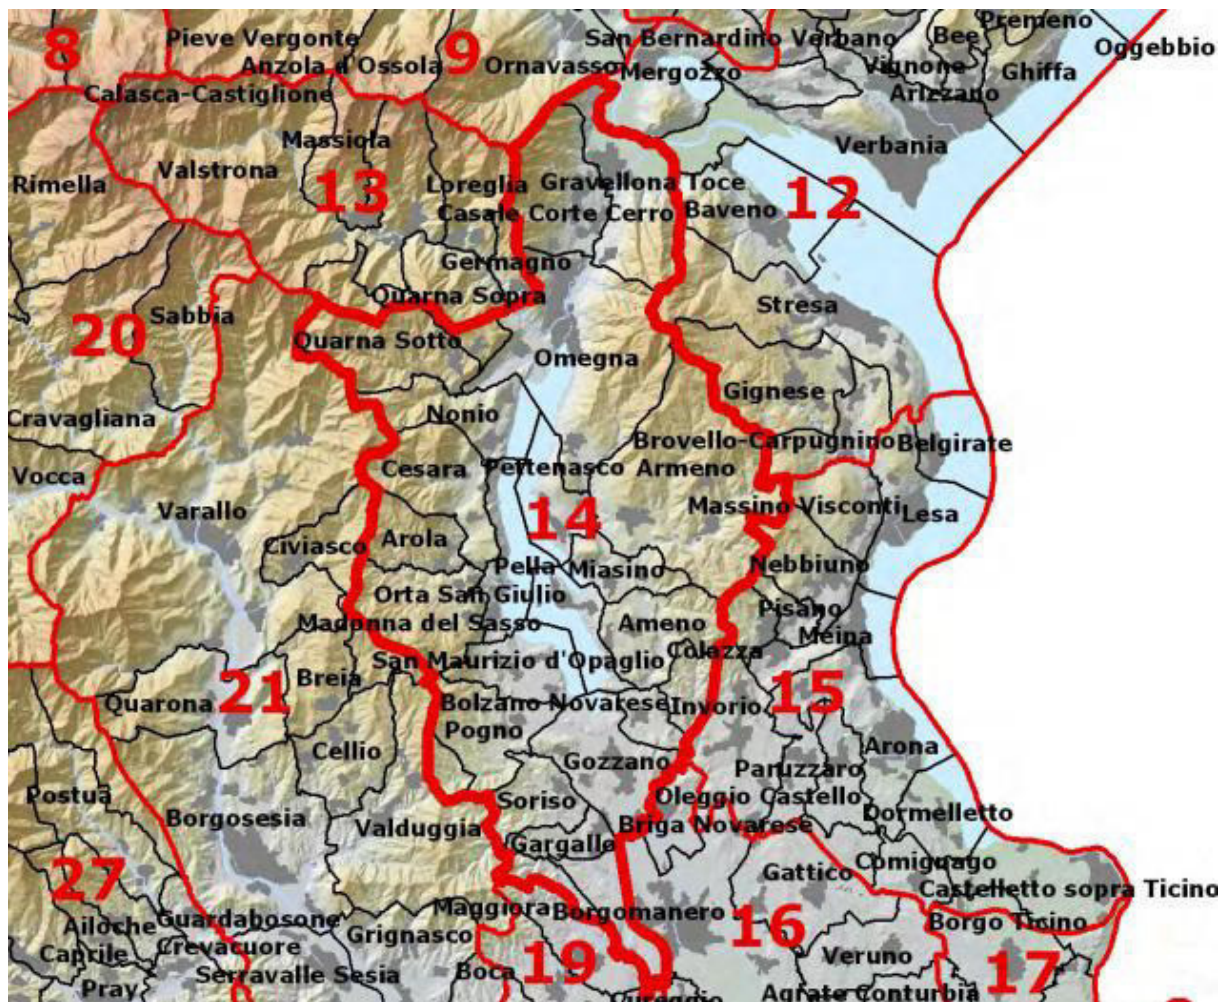 Premeno
8
Pieve Vergonte
9
San Bernardino Verbano
Bee
Oggebbio
Anzola d'Ossola
Ornavasso
Mergozzo
Vignone
Ghiffa
Calasca-Castiglione
Arizzano
Massiola
Verbania
Valstrona
Rimella
13
Loreglia
Gravellona Toce
12
Casale Corte Cerro
Baveno
Germagno
Quarna Sopra
Stresa
Sabbia
20
Quarna Sotto
Omegna
Gignese
Cravagliana
Nonio
Brovello-Carpugnino
Belgirate
Vocca
Cesara
Pettenasco
Armeno
Varallo
14
Massino Visconti
Lesa
Civiasco
Arola
Pella
Miasino
Nebbiuno
Orta San Giulio
Pisano
Madonna del Sasso
Ameno
Meina
Colazza
San Maurizio d'Opaglio
Breia
21
15
Quarona
Bolzano Novarese
Invorio
Pogno
Cellio
Arona
Gozzano
Paruzzaro
Postua
Soriso
Oleggio Castello
Dormelletto
Borgosesia
Valduggia
Briga Novarese
Gargallo
27
Gattico
Comignago
Castelletto sopra Ticino
Maggiora
Borgomanero
16
Borgo Ticino
Ailoche
Guardabosone
Grignasco
Caprile
Crevacuore
Veruno
Serravalle Sesia
Boca
19
17
Pray
Cureggio
Agrate Conturbia